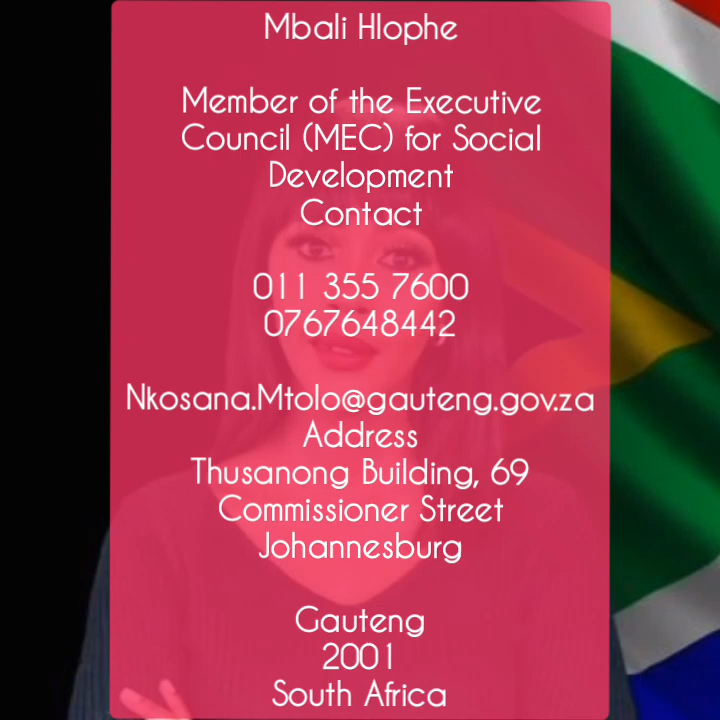 Mbali Hlophe
Member of the Executive
Council (MEC) for Social
Development
Contact
011 355 7600
0767648442
Nkosana.Mtolo@gauteng.gov.za
Address
Thusanong Building, 69
Commissioner Street
Johannesburg
Gauteng
2001
South Africa